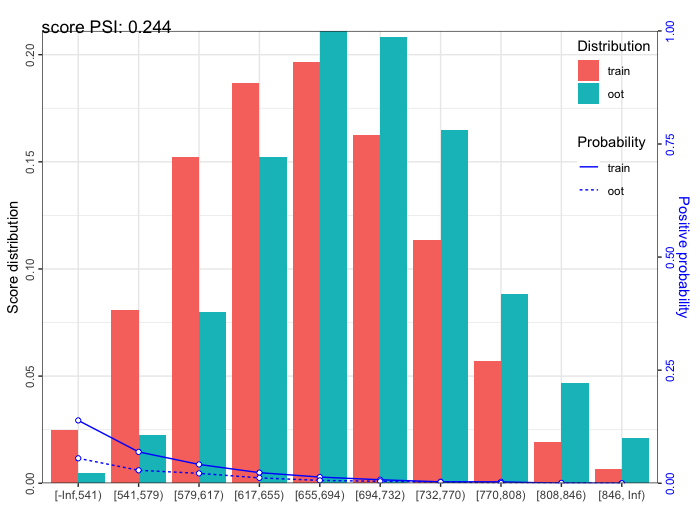 score PSI: 0.244
Distribution
train
oot
Probability
train
oot
Score distribution
0.20
0.15
0.10
0.05
0.00
1.00
0.75
0.50
0.25
0.00
Positive probability
[-Inf,541) [541,579) [579,617) [617,655) [655,694) [694,732) [732,770) [770,808) [808,846) [846, Inf)